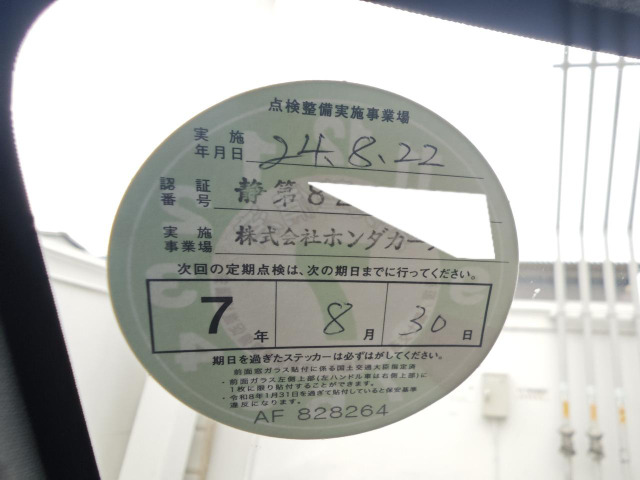 点検整備実施事業場
実施年月日 24.8.22
認証番号 静第82
実施事業場 株式会社ホンダカー
次回の定期点検は、次の期日までに行ってください。
7年 8月 30日
期日を過ぎたステッカーは必ずはがしてください。
前面窓ガラス貼付に係る国土交通大臣指定済
・前面ガラス左側上部(左ハンドル車は右側上部)に
1枚に限り貼付することができます。
・令和8年1月31日を過ぎて貼付していると保安基準
違反になります。
AF 828264